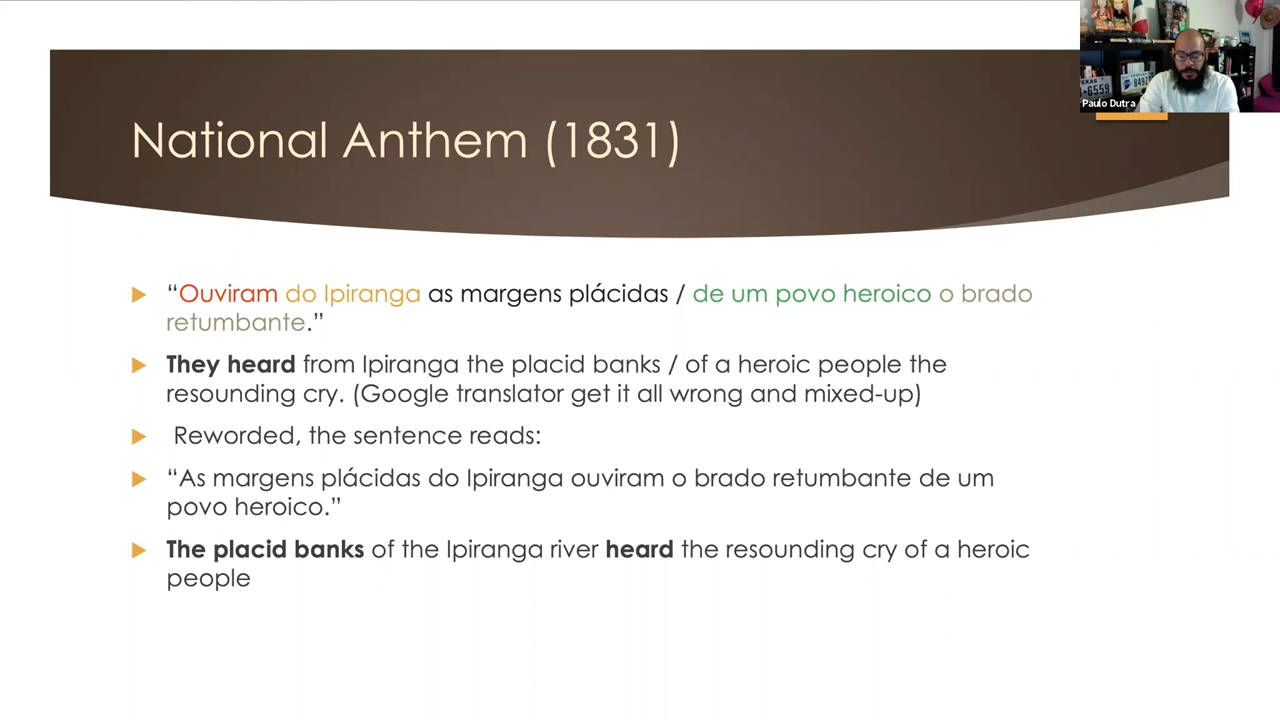 National Anthem (1831)
“Ouviram do Ipiranga as margens plácidas / de um povo heroico o brado
retumbante.”
They heard from Ipiranga the placid banks / of a heroic people the
resounding cry. (Google translator get it all wrong and mixed-up)
Reworded, the sentence reads:
“As margens plácidas do Ipiranga ouviram o brado retumbante de um
povo heroico.”
The placid banks of the Ipiranga river heard the resounding cry of a heroic
people
Paulo Dutra